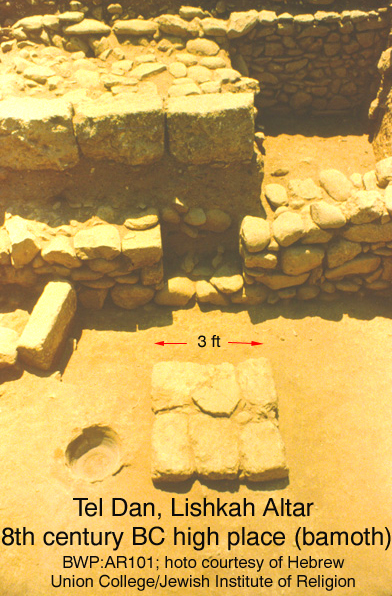 3 ft
Tel Dan, Lishkah Altar
8th century BC high place (bamoth)
BWP:AR101; hoto courtesy of Hebrew
Union College/Jewish Institute of Religion